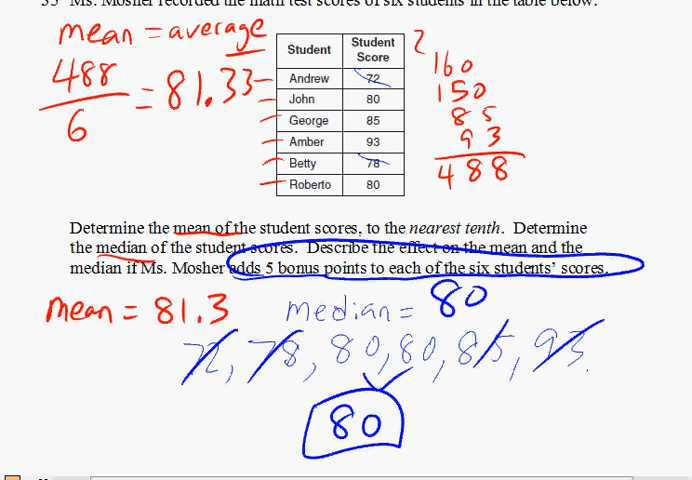 35 Ms. Mosher recorded the math test scores of six students in the table below.
mean = average
488
6
= 81.33
Student Student Score
Andrew 72
John 80
George 85
Amber 93
Betty 78
Roberto 80
2
160
150
85
93
488
Determine the mean of the student scores, to the nearest tenth. Determine
the median of the student scores. Describe the effect on the mean and the
median if Ms. Mosher adds 5 bonus points to each of the six students' scores.
mean = 81.3
median = 80
72, 78, 80, 80, 85, 93.
80